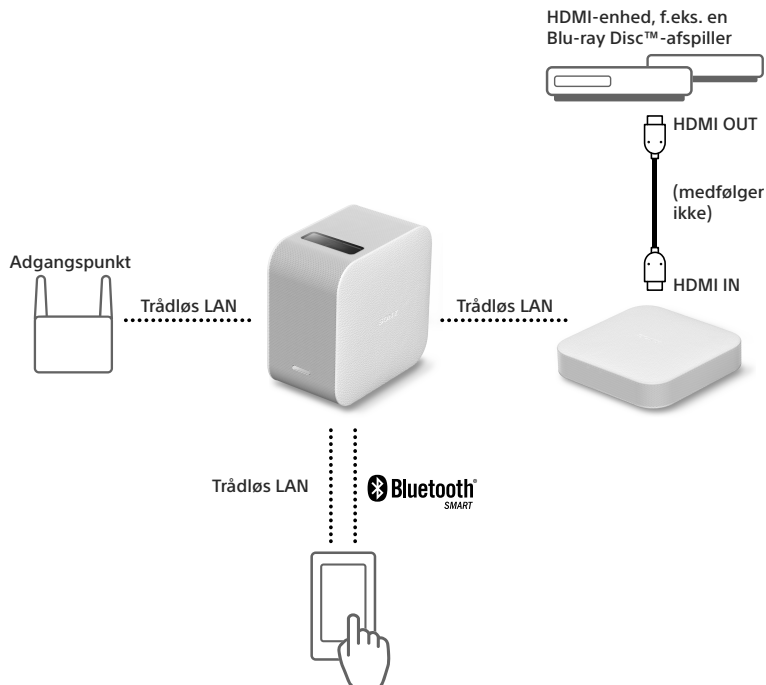 HDMI-enhed, f.eks. en
Blu-ray Disc™-afspiller
HDMI OUT
(medfølger
ikke)
HDMI IN
Adgangspunkt
Trådløs LAN
Trådløs LAN
Trådløs LAN
Bluetooth®
SMART